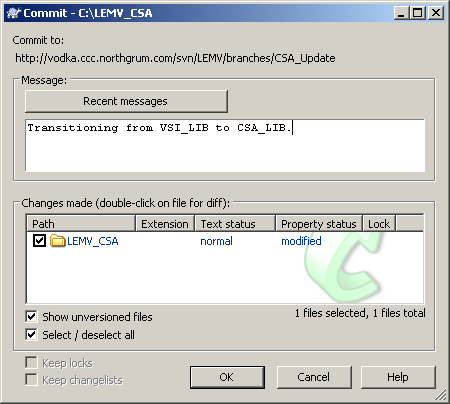 Commit - C:\LEMV_CSA
Commit to:
http://vodka.ccc.northgrum.com/svn/LEMV/branches/CSA_Update
Message:
Recent messages
Transitioning from VSI_LIB to CSA_LIB.
Changes made (double-click on file for diff):
Path Extension Text status Property status Lock
LEMV_CSA normal modified
Show unversioned files
1 files selected, 1 files total
Select / deselect all
Keep locks
Keep changelists
OK Cancel Help